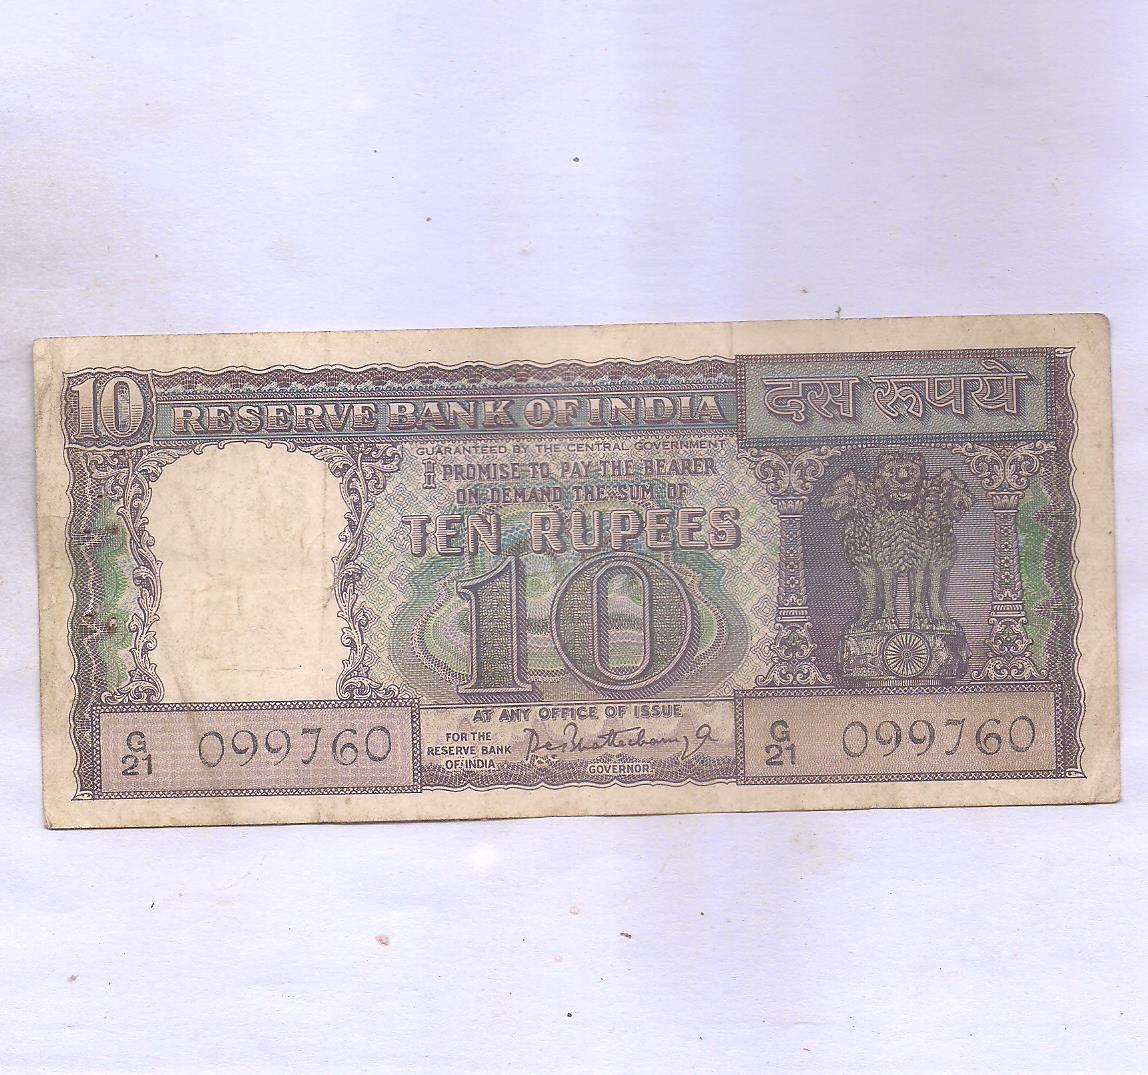 10
RESERVE BANK OF INDIA
दस रूपये
GUARANTEED BY THE CENTRAL GOVERNMENT
I PROMISE TO PAY THE BEARER
ON DEMAND THE SUM OF
TEN RUPEES
10
AT ANY OFFICE OF ISSUE
FOR THE
RESERVE BANK
OF INDIA
GOVERNOR.
G
21
099760
G
21
099760